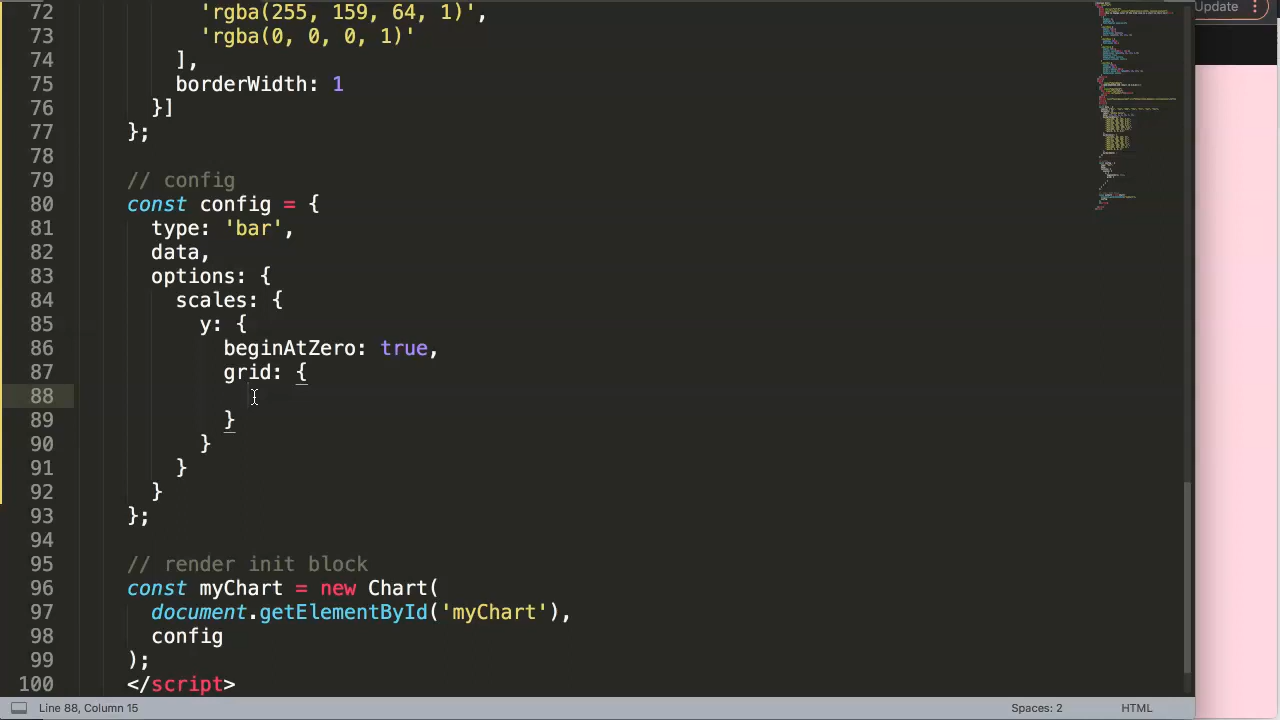 Update
72 'rgba(255, 159, 64, 1)',
73 'rgba(0, 0, 0, 1)'
74 ],
75 borderWidth: 1
76 }]
77 };
78
79 // config
80 const config = {
81 type: 'bar',
82 data,
83 options: {
84 scales: {
85 y: {
86 beginAtZero: true,
87 grid: {
88
89 }
90 }
91 }
92 }
93 };
94
95 // render init block
96 const myChart = new Chart(
97 document.getElementById('myChart'),
98 config
99 );
100 </script>
Line 88, Column 15 Spaces: 2 HTML